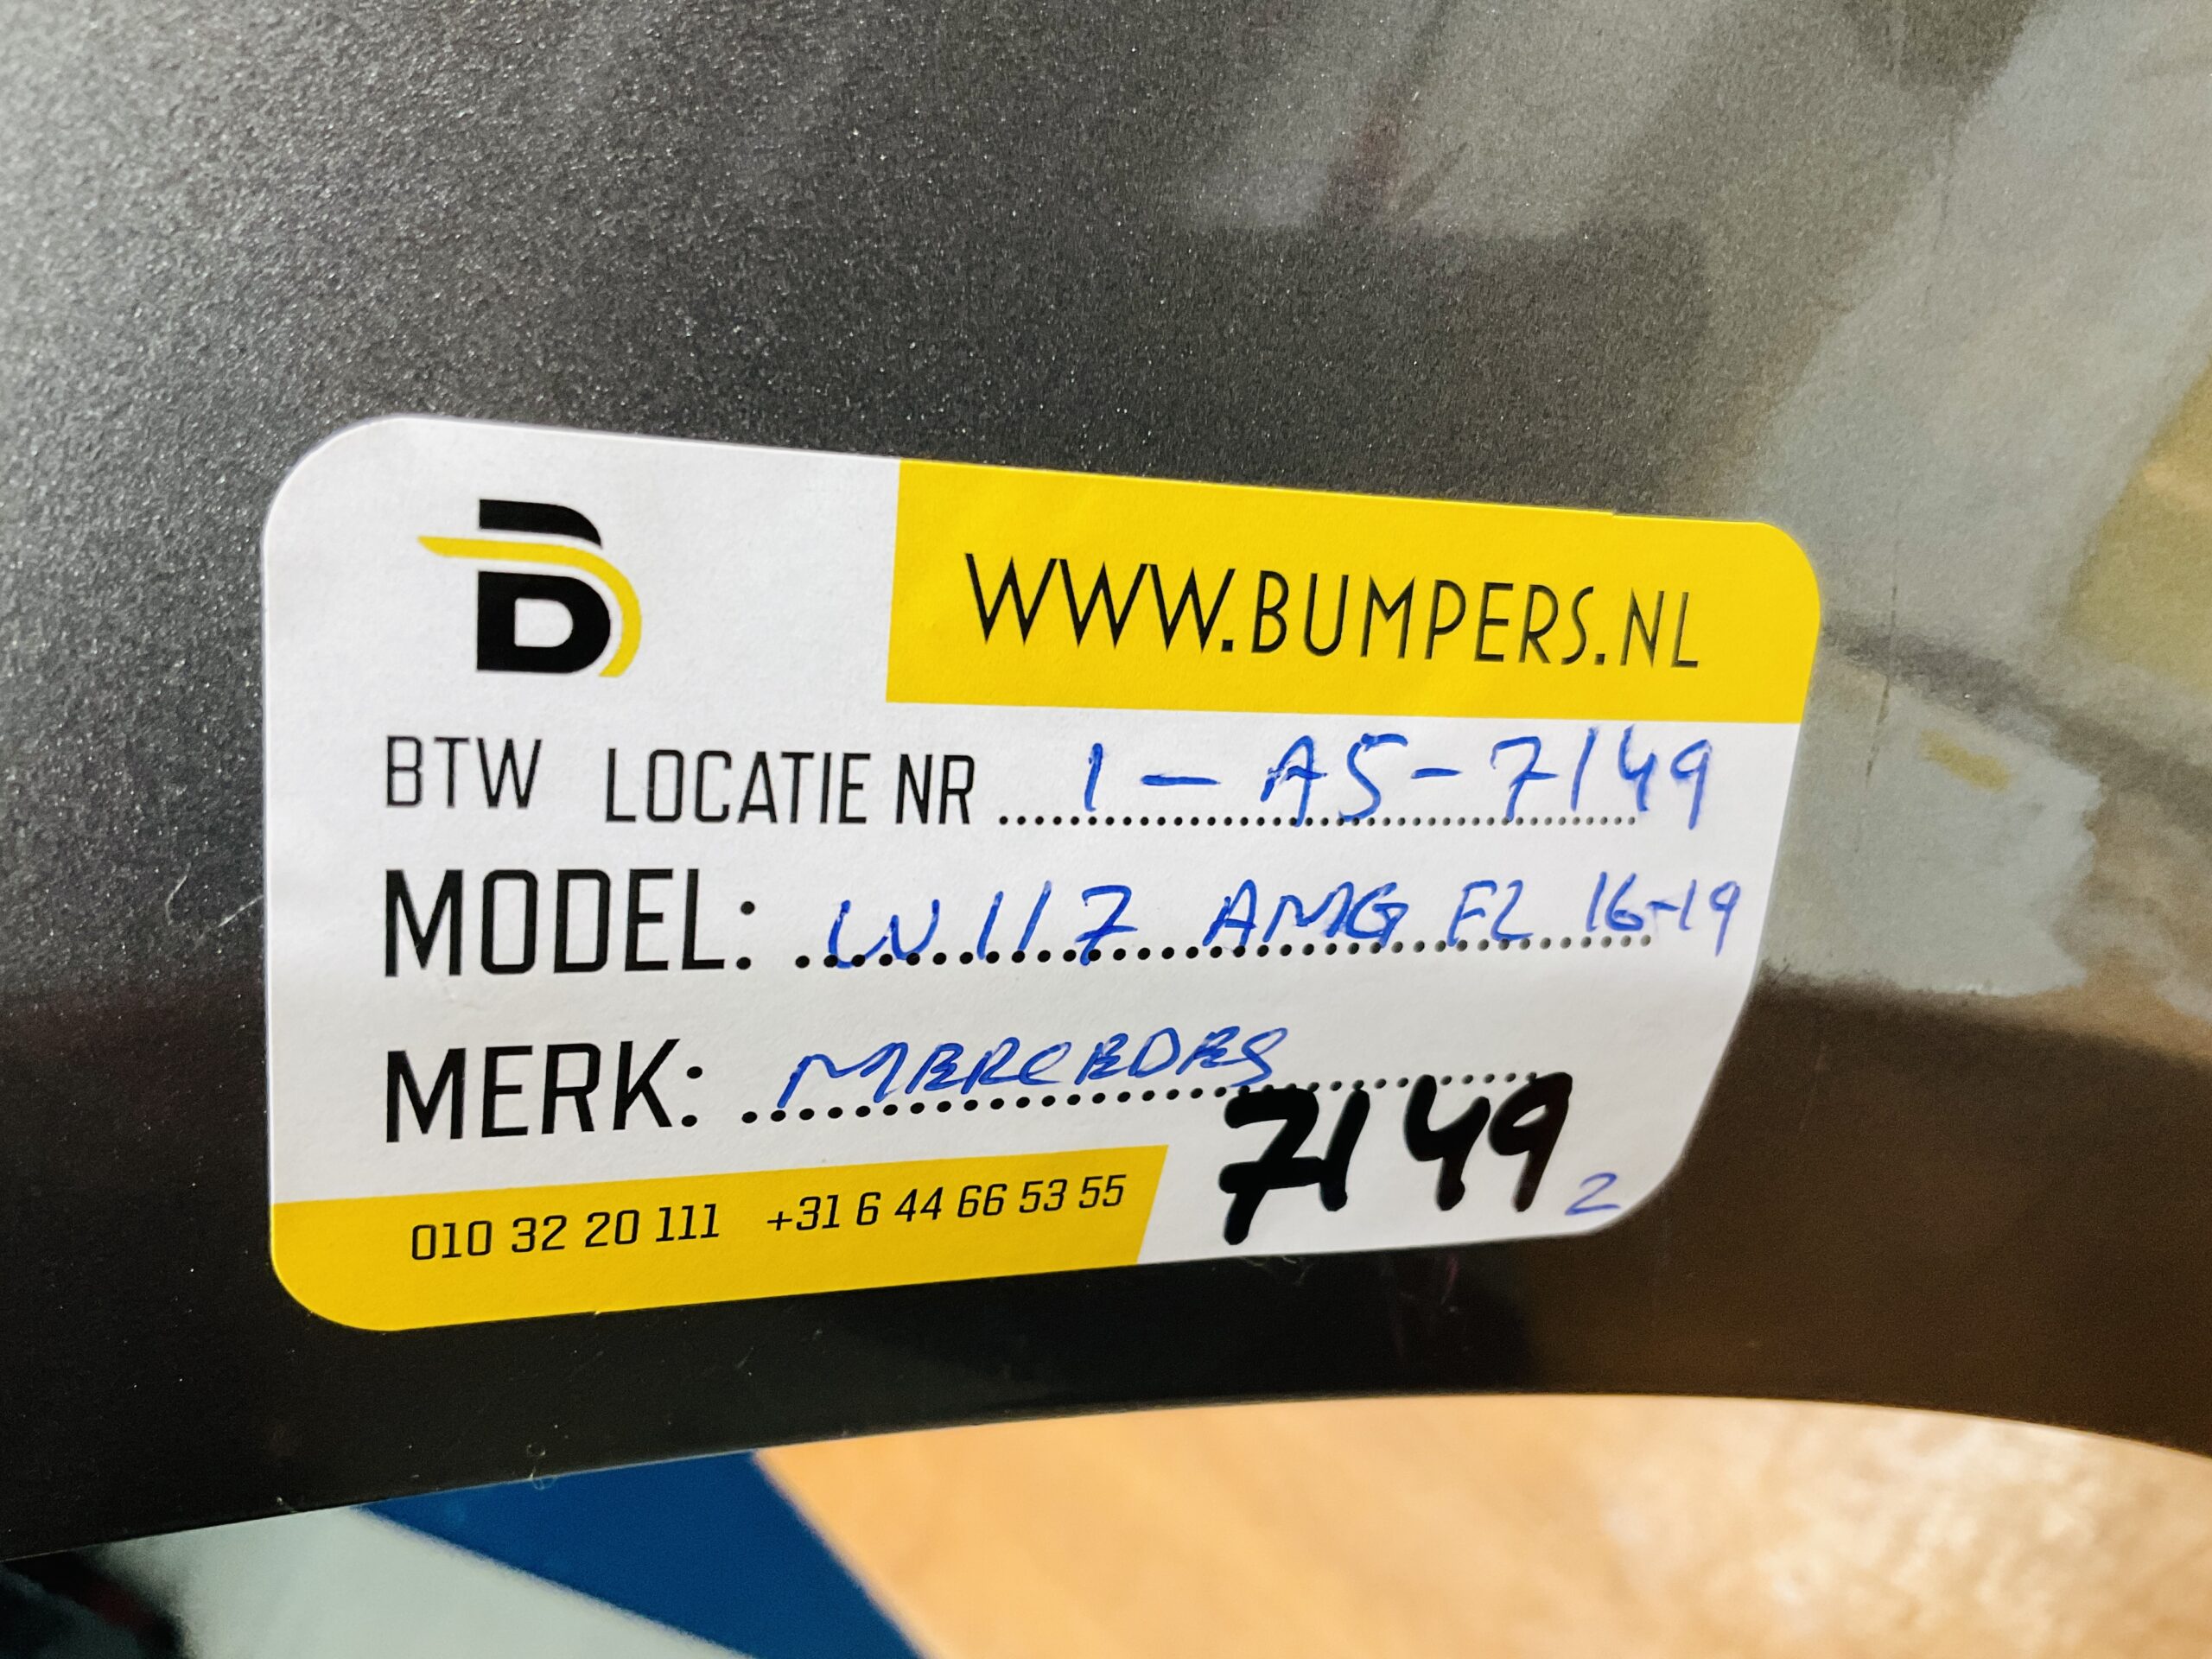 B
WWW.BUMPERS.NL
BTW LOCATIE NR ........ 1 - A5 - 7149
MODEL: ........ W117 AMG FL 16-19
MERK: ........ MERCEDES
7149 2
010 32 20 111 +31 6 44 66 53 55